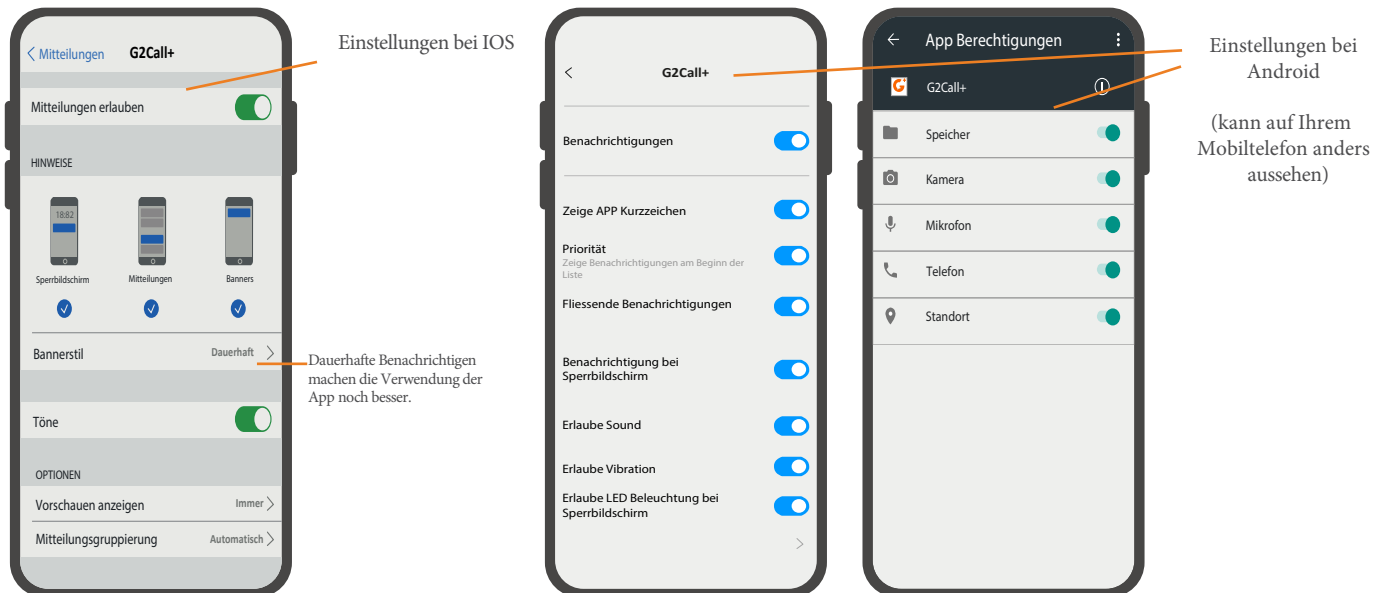 Mitteilungen
G2Call+
Mitteilungen erlauben
HINWEISE
18:82
Sperrbildschirm
Mitteilungen
Banners
Bannerstil
Dauerhaft
Töne
OPTIONEN
Vorschauen anzeigen
Immer
Mitteilungsgruppierung
Automatisch
Einstellungen bei IOS
Dauerhafte Benachrichtigen
machen die Verwendung der
App noch besser.
G2Call+
Benachrichtigungen
Zeige APP Kurzzeichen
Priorität
Zeige Benachrichtigungen am Beginn der
Liste
Fliessende Benachrichtigungen
Benachrichtigung bei
Sperrbildschirm
Erlaube Sound
Erlaube Vibration
Erlaube LED Beleuchtung bei
Sperrbildschirm
App Berechtigungen
G2Call+
Speicher
Kamera
Mikrofon
Telefon
Standort
Einstellungen bei
Android
(kann auf Ihrem
Mobiltelefon anders
aussehen)